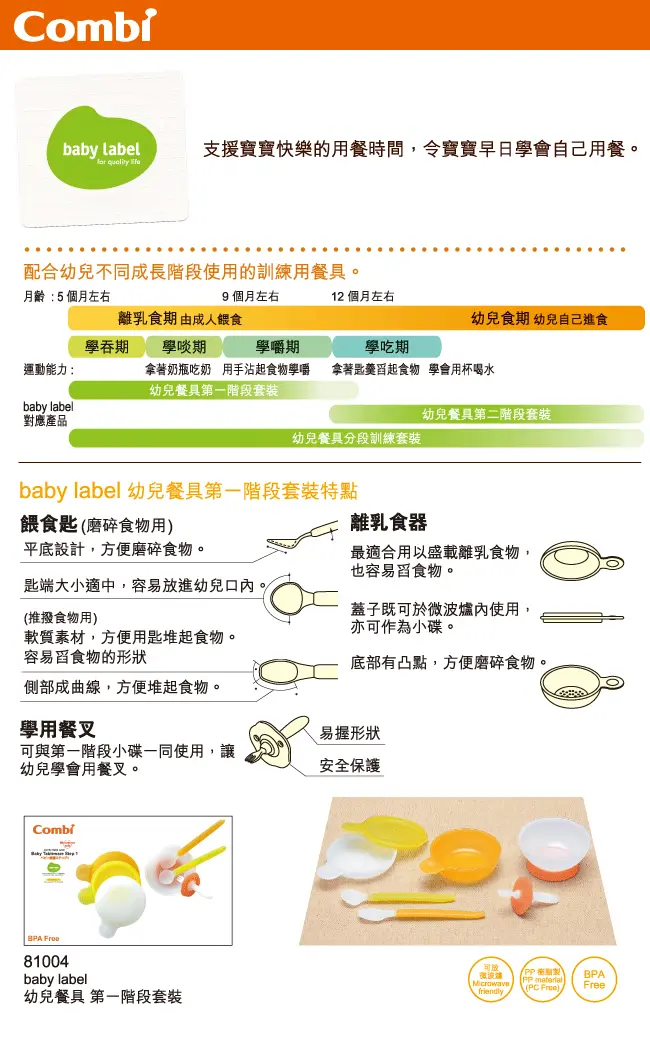 Combi
baby label
for quality life
支援寶寶快樂的用餐時間，令寶寶早日學會自己用餐。
配合幼兒不同成長階段使用的訓練用餐具。
月齡 : 5 個月左右 9 個月左右 12 個月左右
離乳食期 由成人餵食 幼兒食期 幼兒自己進食
學吞期 學啖期 學嚼期 學吃期
運動能力 : 拿著奶瓶吃奶 用手沾起食物學嚼 拿著匙羹舀起食物 學會用杯喝水
幼兒餐具第一階段套裝
baby label
對應產品
幼兒餐具第二階段套裝
幼兒餐具分段訓練套裝
baby label 幼兒餐具第一階段套裝特點
餵食匙 (磨碎食物用)
平底設計，方便磨碎食物。
匙端大小適中，容易放進幼兒口內。
(推撥食物用)
軟質素材，方便用匙堆起食物。
容易舀食物的形狀
側部成曲線，方便堆起食物。
離乳食器
最適合用以盛載離乳食物，
也容易舀食物。
蓋子既可於微波爐內使用，
亦可作為小碟。
底部有凸點，方便磨碎食物。
學用餐叉
可與第一階段小碟一同使用，讓
幼兒學會用餐叉。
易握形狀
安全保護
Combi
Baby Tableware Step 1
BPA Free
81004
baby label
幼兒餐具 第一階段套裝
可放
微波爐
Microwave
friendly
PP 樹脂製
PP material
(PC Free)
BPA
Free